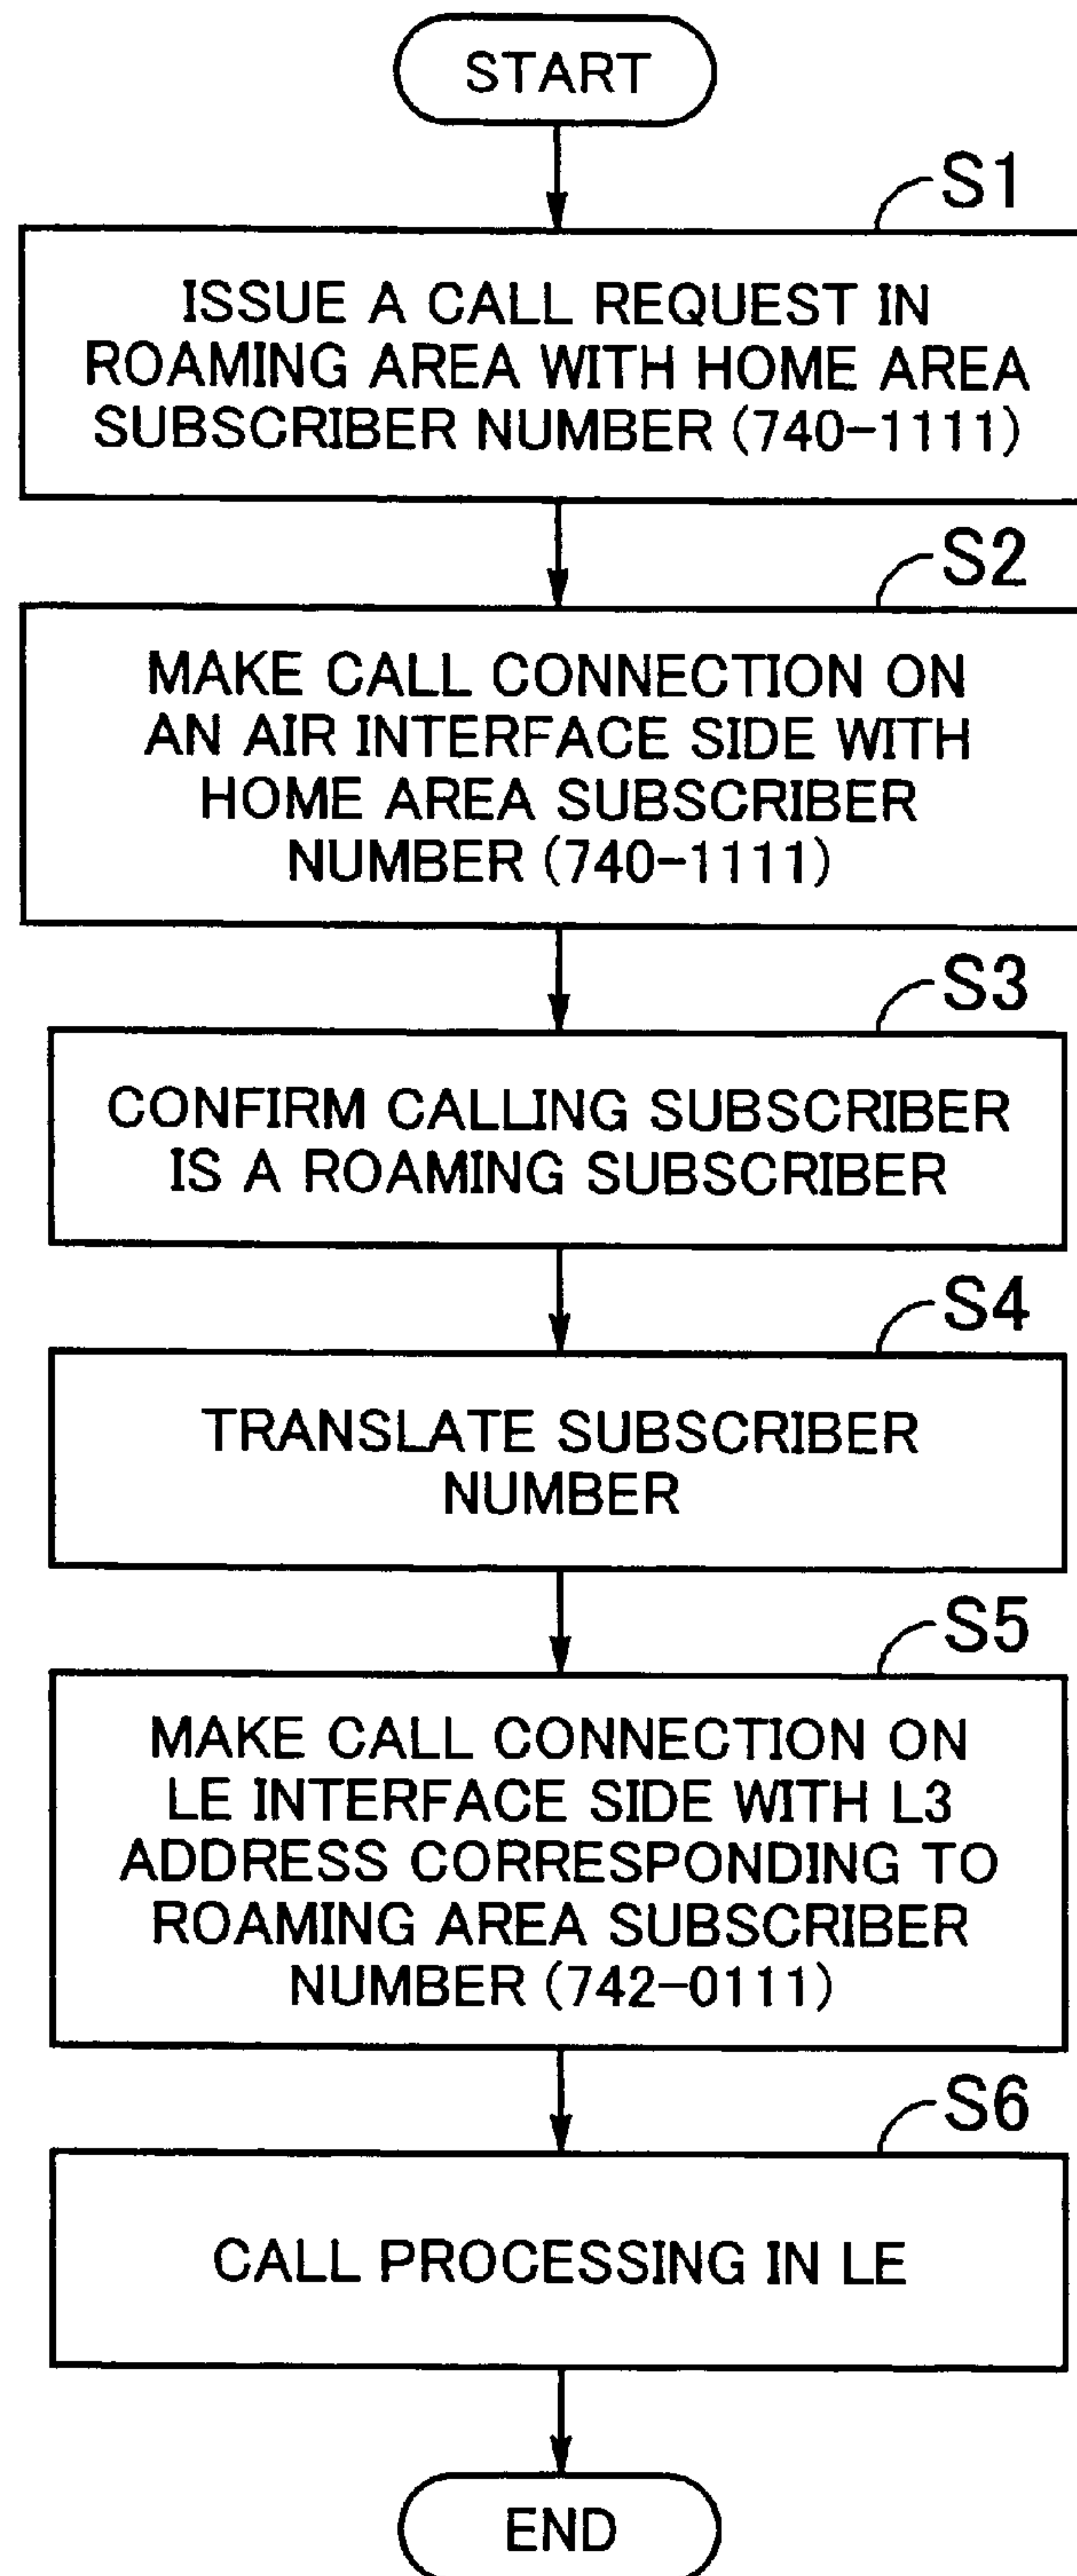 START
S1
ISSUE A CALL REQUEST IN
ROAMING AREA WITH HOME AREA
SUBSCRIBER NUMBER (740-1111)
S2
MAKE CALL CONNECTION ON
AN AIR INTERFACE SIDE WITH
HOME AREA SUBSCRIBER
NUMBER (740-1111)
S3
CONFIRM CALLING SUBSCRIBER
IS A ROAMING SUBSCRIBER
S4
TRANSLATE SUBSCRIBER
NUMBER
S5
MAKE CALL CONNECTION ON
LE INTERFACE SIDE WITH L3
ADDRESS CORRESPONDING TO
ROAMING AREA SUBSCRIBER
NUMBER (742-0111)
S6
CALL PROCESSING IN LE
END